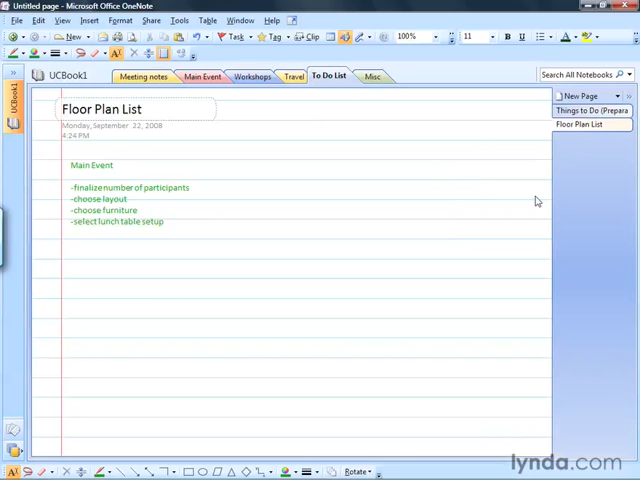 Untitled page - Microsoft Office OneNote
File Edit View Insert Format Share Tools Table Window Help
New Task Tag Clip 100% 11 B U
UCBook1 Meeting notes Main Event Workshops Travel To Do List Misc Search All Notebooks
UCBook1
New Page
Things to Do (Prepara
Floor Plan List
Floor Plan List
Monday, September 22, 2008
4:24 PM
Main Event
-finalize number of participants
-choose layout
-choose furniture
-select lunch table setup
lynda.com
Rotate